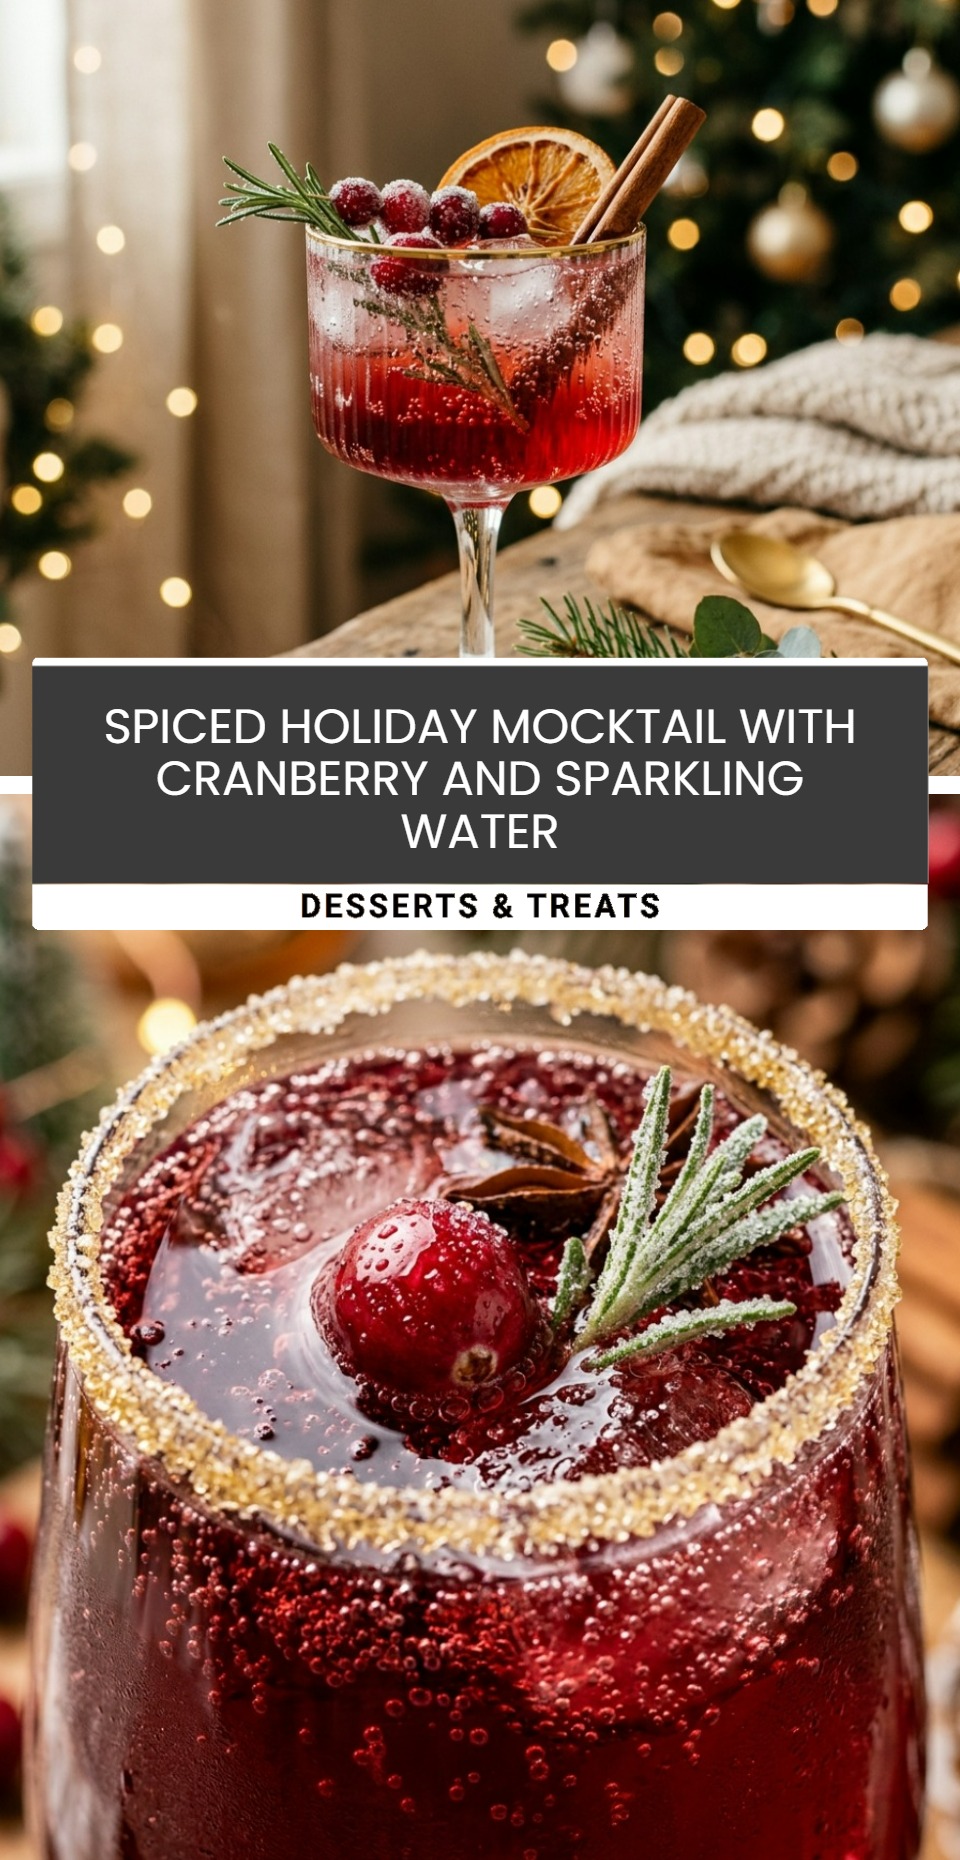 SPICED HOLIDAY MOCKTAIL WITH
CRANBERRY AND SPARKLING
WATER
DESSERTS & TREATS